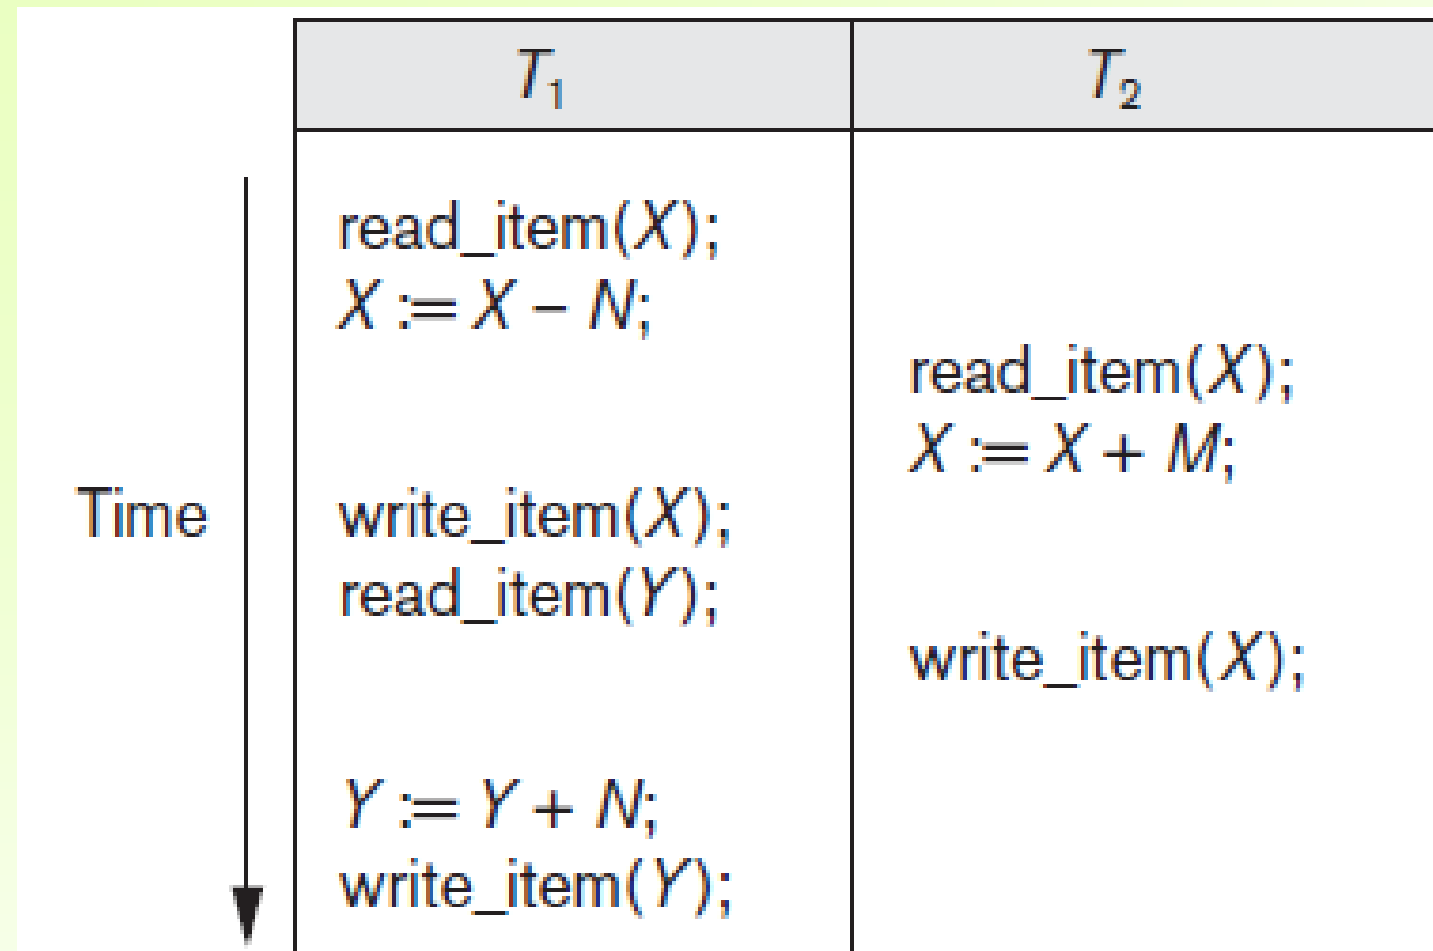 T₁ T₂
read_item(X);
X := X − N;
read_item(X);
X := X + M;
Time
write_item(X);
read_item(Y);
write_item(X);
Y := Y + N;
write_item(Y);